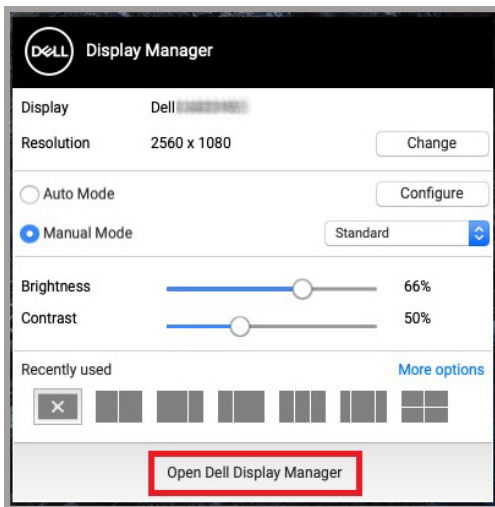 DELL Display Manager
Display Dell
Resolution 2560 x 1080 Change
Auto Mode Configure
Manual Mode Standard
Brightness 66%
Contrast 50%
Recently used More options
Open Dell Display Manager